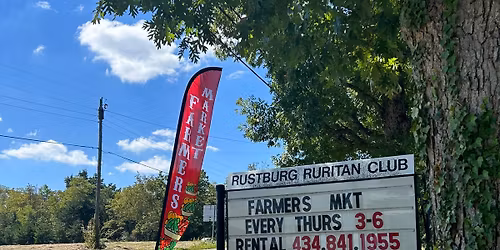 FARMERS
MARKET
RUSTBURG RURITAN CLUB
FARMERS MKT
EVERY THURS 3-6
RENTAL 434.841.1955